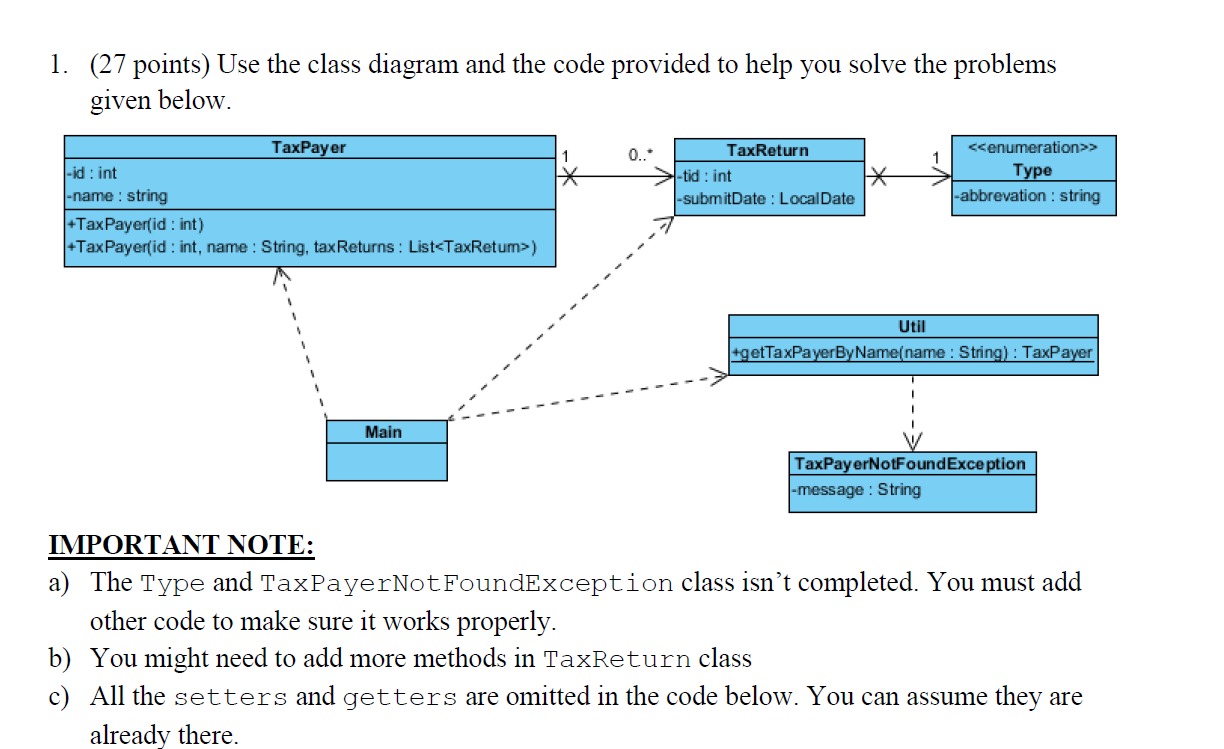 1. (27 points) Use the class diagram and the code provided to help you solve the problems
given below.
TaxPayer
-id : int
-name : string
+TaxPayer(id : int)
+TaxPayer(id : int, name : String, taxReturns : List<TaxReturn>)
1
0..*
TaxReturn
-tid : int
-submitDate : LocalDate
1
<<enumeration>>
Type
-abbrevation : string
Util
+getTaxPayerByName(name : String) : TaxPayer
Main
TaxPayerNotFoundException
-message : String
IMPORTANT NOTE:
a) The Type and TaxPayerNotFoundException class isn't completed. You must add
other code to make sure it works properly.
b) You might need to add more methods in TaxReturn class
c) All the setters and getters are omitted in the code below. You can assume they are
already there.